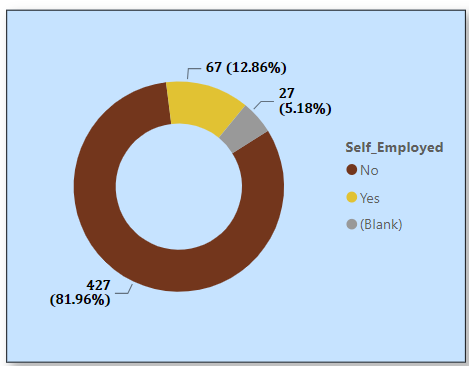 67 (12.86%)
27
(5.18%)
Self_Employed
No
Yes
(Blank)
427
(81.96%)